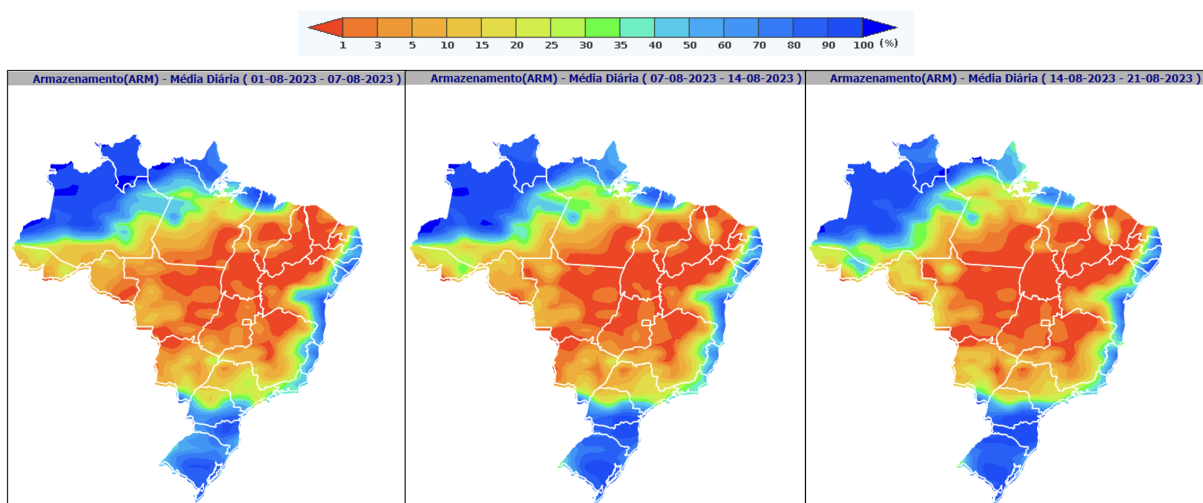 1 3 5 10 15 20 25 30 35 40 50 60 70 80 90 100 (%)
Armazenamento(ARM) - Média Diária ( 01-08-2023 - 07-08-2023 )
Armazenamento(ARM) - Média Diária ( 07-08-2023 - 14-08-2023 )
Armazenamento(ARM) - Média Diária ( 14-08-2023 - 21-08-2023 )